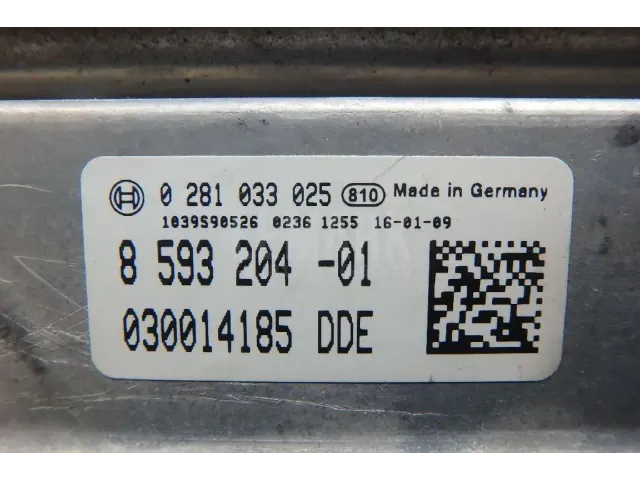 0 281 033 025 810 Made in Germany
1039S90526 0236 1255 16-01-09
8 593 204 -01
030014185 DDE